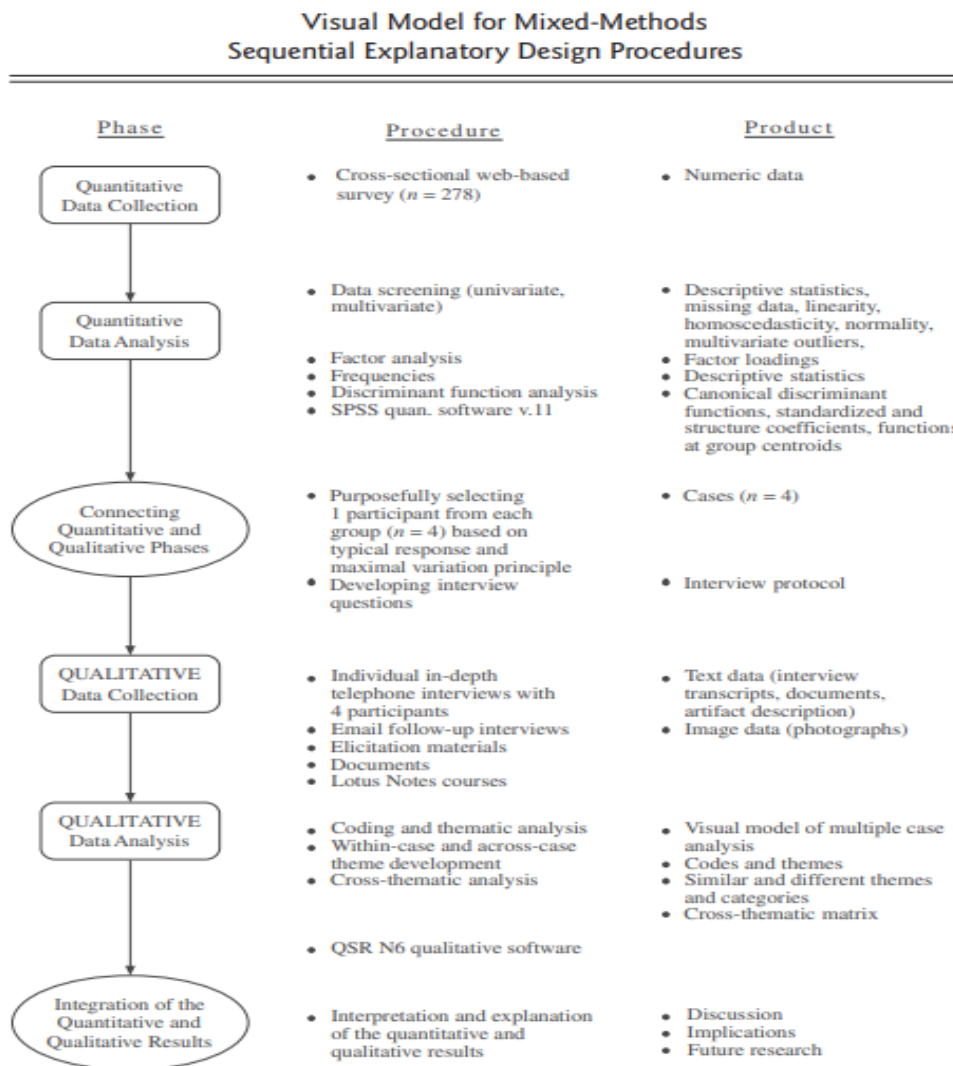 Visual Model for Mixed-Methods
Sequential Explanatory Design Procedures
Phase
Procedure
Product
Quantitative
Data Collection
• Cross-sectional web-based
survey (n = 278)
• Numeric data
Quantitative
Data Analysis
• Data screening (univariate,
multivariate)
• Factor analysis
• Frequencies
• Discriminant function analysis
• SPSS quan. software v.11
• Descriptive statistics,
missing data, linearity,
homoscedasticity, normality,
multivariate outliers,
• Factor loadings
• Descriptive statistics
• Canonical discriminant
functions, standardized and
structure coefficients, functions
at group centroids
Connecting
Quantitative and
Qualitative Phases
• Purposefully selecting
1 participant from each
group (n = 4) based on
typical response and
maximal variation principle
• Developing interview
questions
• Cases (n = 4)
• Interview protocol
QUALITATIVE
Data Collection
• Individual in-depth
telephone interviews with
4 participants
• Email follow-up interviews
• Elicitation materials
• Documents
• Lotus Notes courses
• Text data (interview
transcripts, documents,
artifact description)
• Image data (photographs)
QUALITATIVE
Data Analysis
• Coding and thematic analysis
• Within-case and across-case
theme development
• Cross-thematic analysis
• QSR N6 qualitative software
• Visual model of multiple case
analysis
• Codes and themes
• Similar and different themes
and categories
• Cross-thematic matrix
Integration of the
Quantitative and
Qualitative Results
• Interpretation and explanation
of the quantitative and
qualitative results
• Discussion
• Implications
• Future research